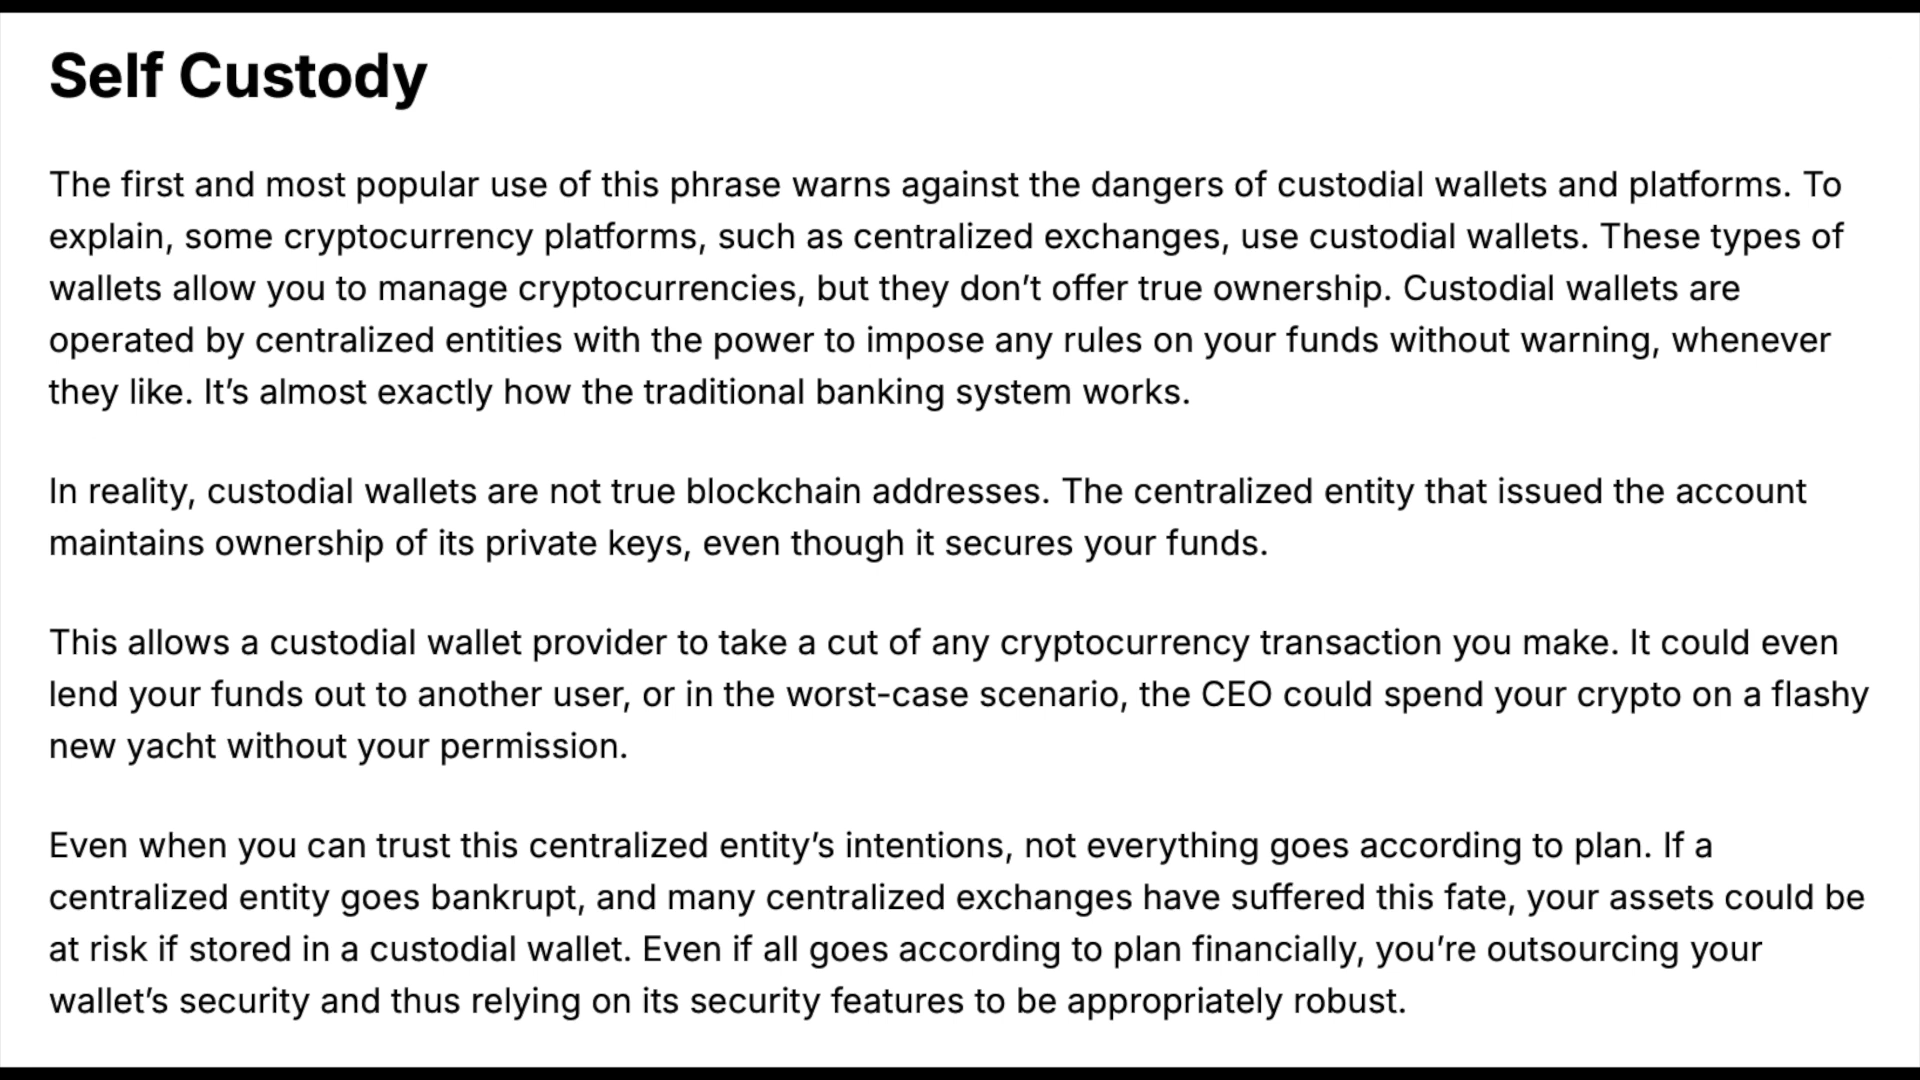 Self Custody
The first and most popular use of this phrase warns against the dangers of custodial wallets and platforms. To
explain, some cryptocurrency platforms, such as centralized exchanges, use custodial wallets. These types of
wallets allow you to manage cryptocurrencies, but they don’t offer true ownership. Custodial wallets are
operated by centralized entities with the power to impose any rules on your funds without warning, whenever
they like. It’s almost exactly how the traditional banking system works.
In reality, custodial wallets are not true blockchain addresses. The centralized entity that issued the account
maintains ownership of its private keys, even though it secures your funds.
This allows a custodial wallet provider to take a cut of any cryptocurrency transaction you make. It could even
lend your funds out to another user, or in the worst-case scenario, the CEO could spend your crypto on a flashy
new yacht without your permission.
Even when you can trust this centralized entity’s intentions, not everything goes according to plan. If a
centralized entity goes bankrupt, and many centralized exchanges have suffered this fate, your assets could be
at risk if stored in a custodial wallet. Even if all goes according to plan financially, you’re outsourcing your
wallet’s security and thus relying on its security features to be appropriately robust.